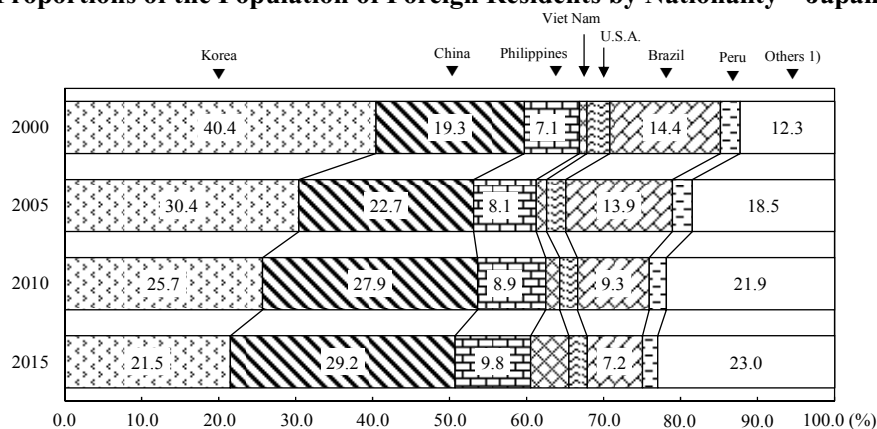 Proportions of the Population of Foreign Residents by Nationality
Japan
Viet Nam
U.S.A.
Korea China Philippines Brazil Peru Others 1)
2000 40.4 19.3 7.1 14.4 12.3
2005 30.4 22.7 8.1 13.9 18.5
2010 25.7 27.9 8.9 9.3 21.9
2015 21.5 29.2 9.8 7.2 23.0
0.0 10.0 20.0 30.0 40.0 50.0 60.0 70.0 80.0 90.0 100.0 (%)